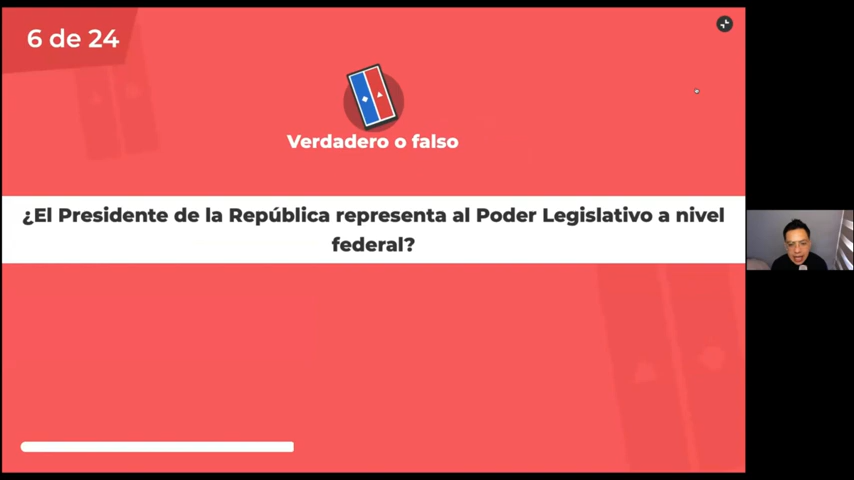 6 de 24
Verdadero o falso
¿El Presidente de la República representa al Poder Legislativo a nivel
federal?